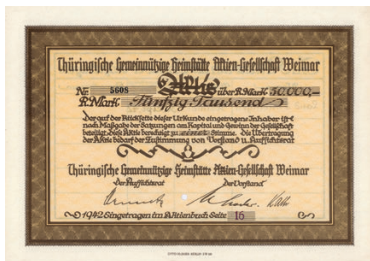 Thüringische Gemeinnützige Heimstätte Aktien-Gesellschaft Weimar
Aktie
Nr. 5608 über R.Mark 50.000,–
R.Mark Fünfzig Tausend
Der auf der Rückseite dieser Urkunde eingetragene Inhaber ist
nach Maßgabe der Satzungen am Kapital und Gewinn der Gesellschaft
beteiligt. Diese Aktie berechtigt zu einer Stimme. Die Übertragung
der Aktie bedarf der Zustimmung von Vorstand u. Aufsichtsrat
Thüringische Gemeinnützige Heimstätte Aktien-Gesellschaft Weimar
Der Aufsichtsrat Der Vorstand
1942 Eingetragen im Aktienbuch Seite 16